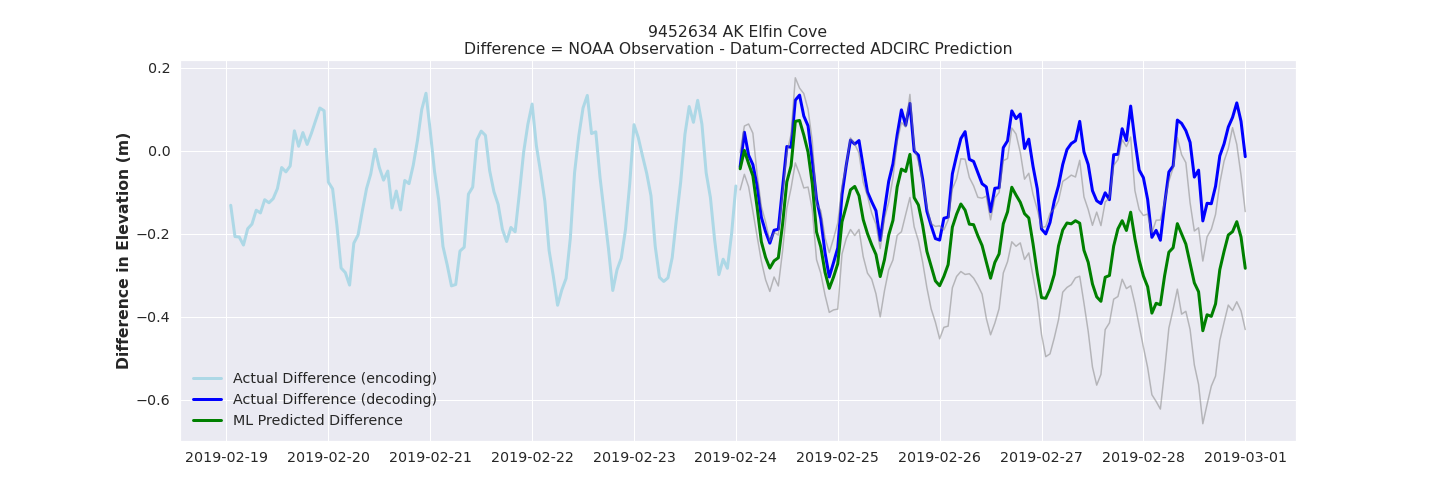 9452634 AK Elfin Cove
Difference = NOAA Observation - Datum-Corrected ADCIRC Prediction
Difference in Elevation (m)
0.2
0.0
−0.2
−0.4
−0.6
Actual Difference (encoding)
Actual Difference (decoding)
ML Predicted Difference
2019-02-19 2019-02-20 2019-02-21 2019-02-22 2019-02-23 2019-02-24 2019-02-25 2019-02-26 2019-02-27 2019-02-28 2019-03-01